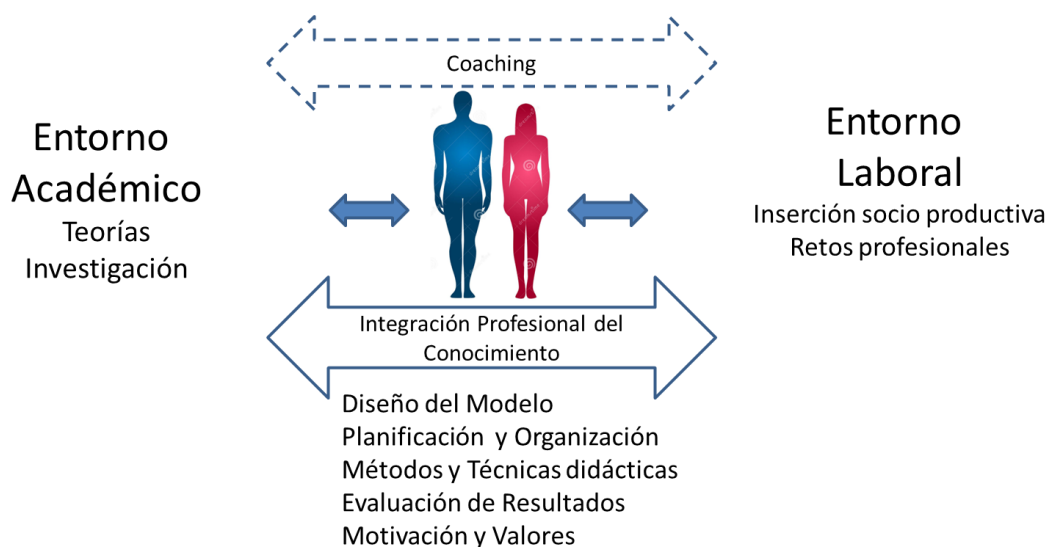 Coaching
Entorno
Académico
Teorías
Investigación
Entorno
Laboral
Inserción socio productiva
Retos profesionales
Integración Profesional del
Conocimiento
Diseño del Modelo
Planificación y Organización
Métodos y Técnicas didácticas
Evaluación de Resultados
Motivación y Valores